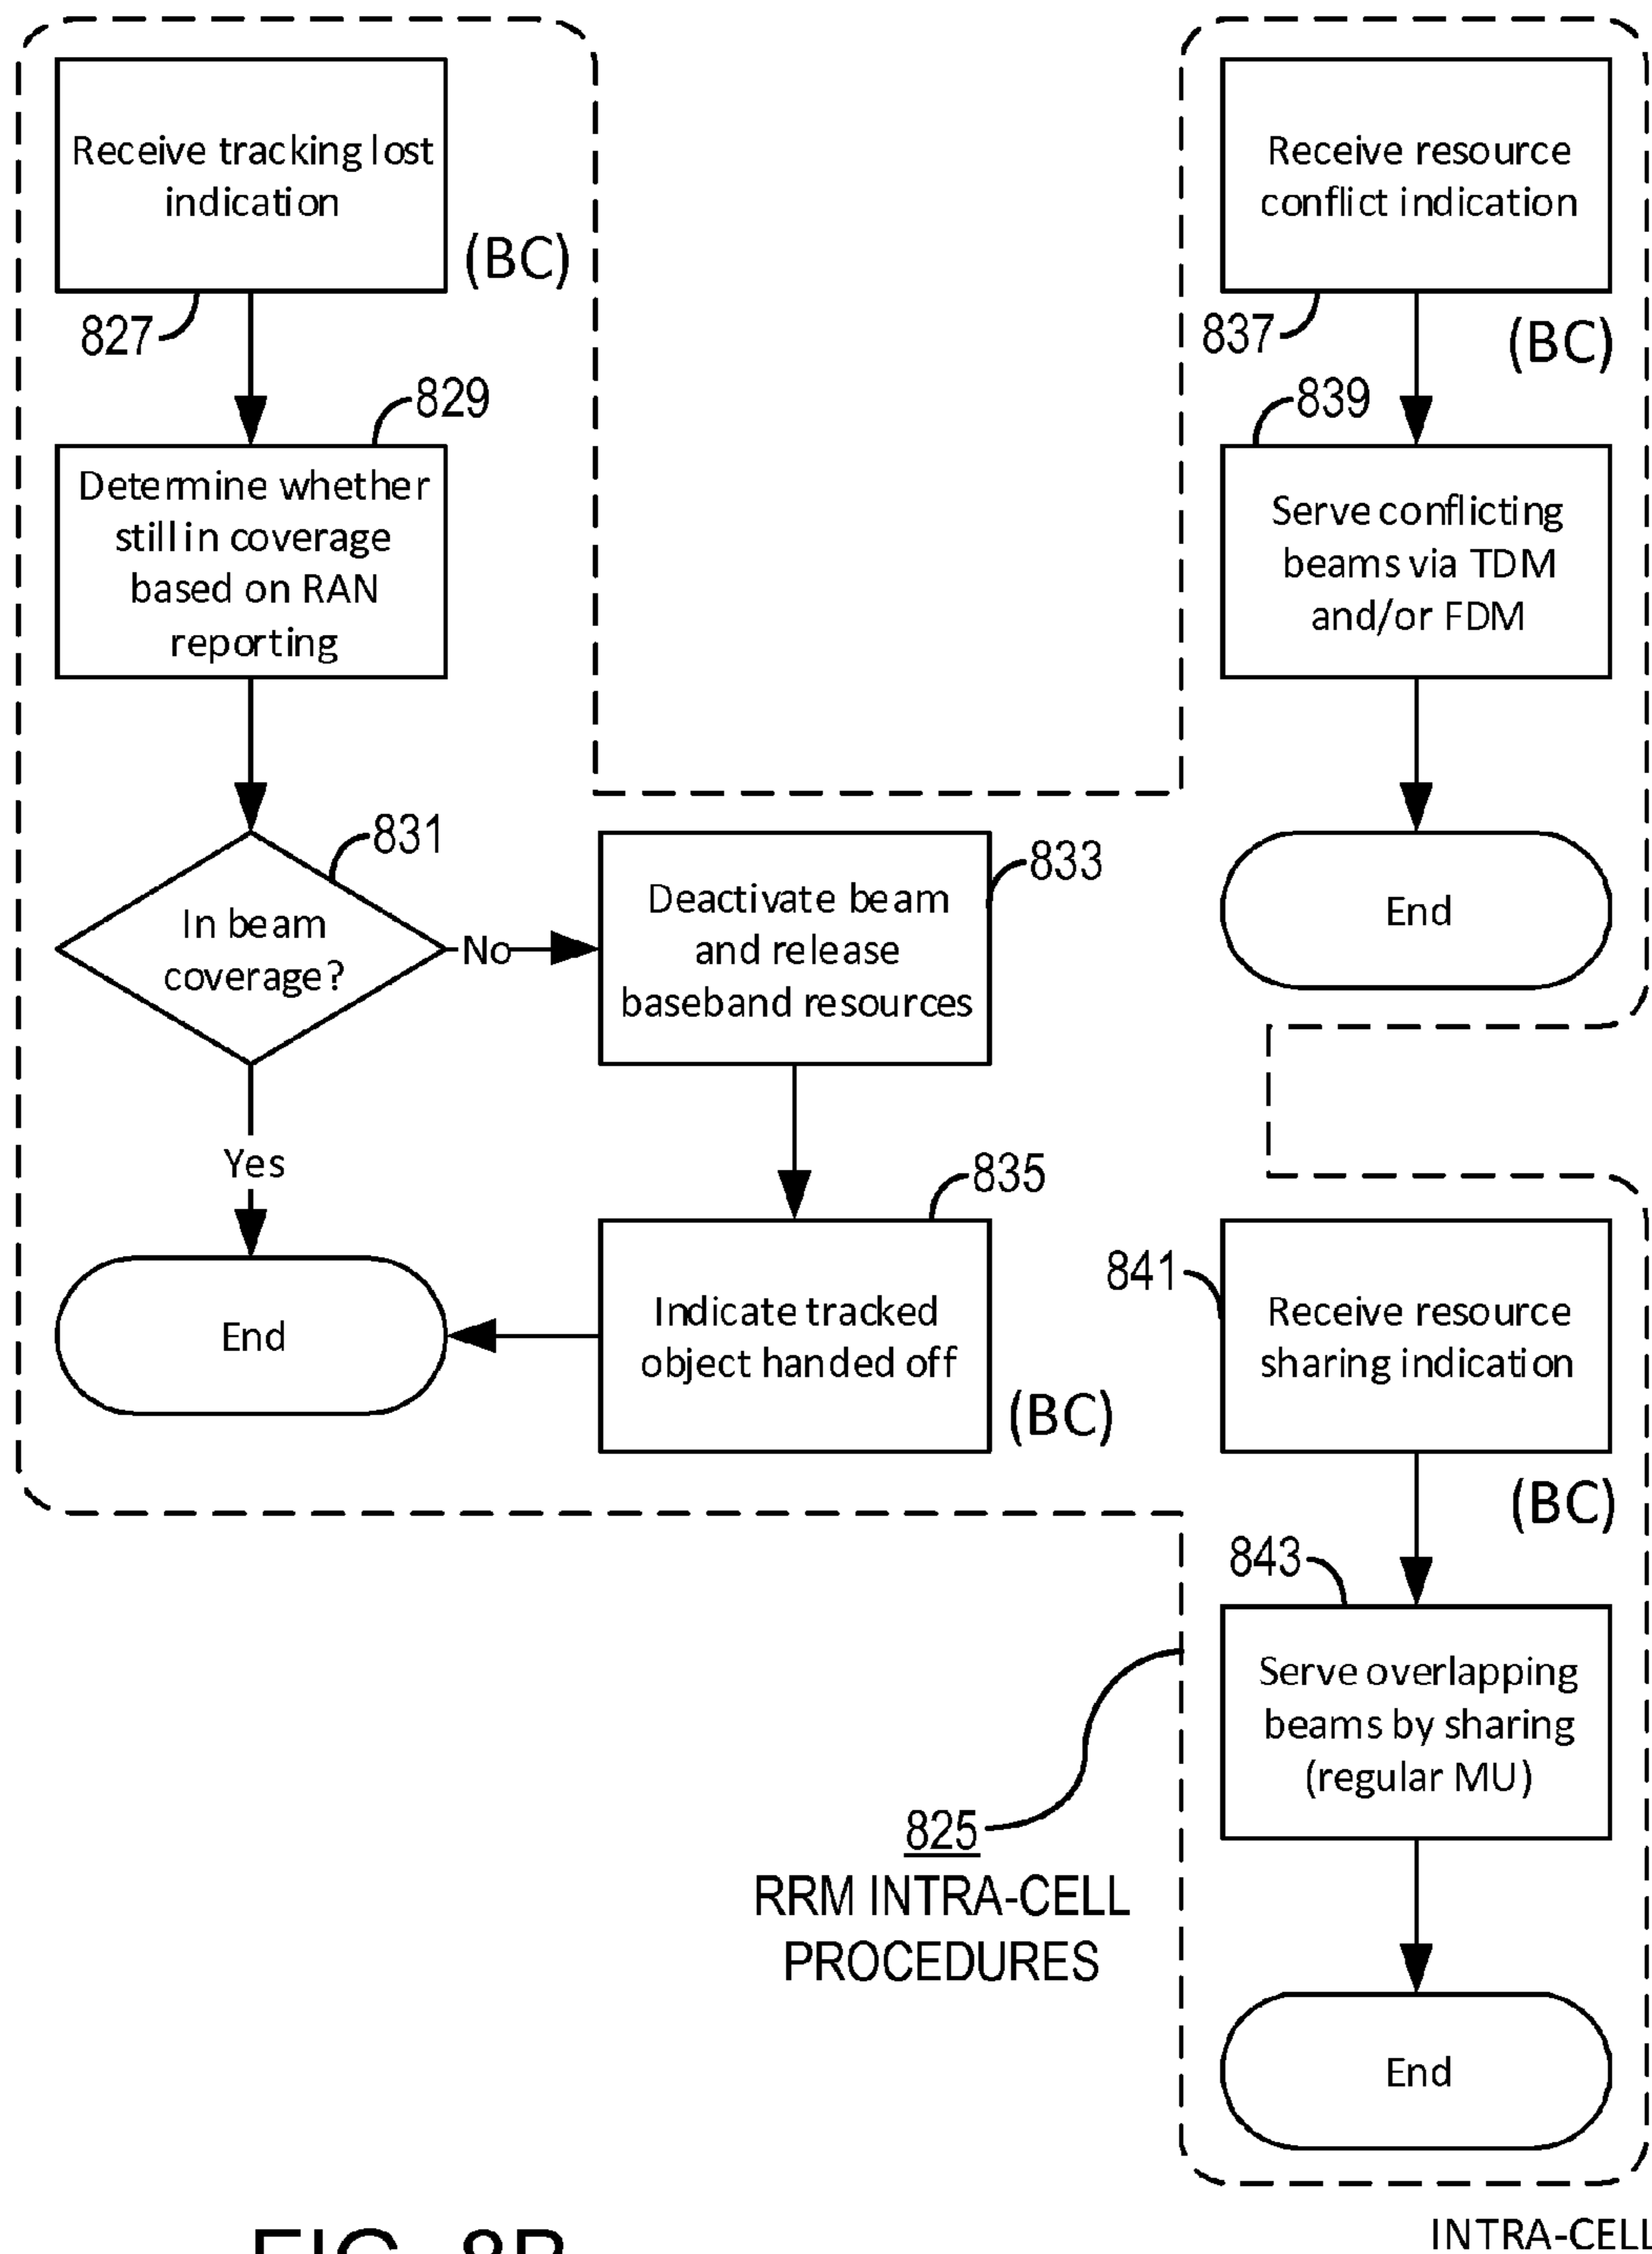 Receive tracking lost
indication
(BC)
827
829
Determine whether
still in coverage
based on RAN
reporting
831
In beam
coverage?
No
Yes
End
833
Deactivate beam
and release
baseband resources
835
Indicate tracked
object handed off
(BC)
Receive resource
conflict indication
837
(BC)
839
Serve conflicting
beams via TDM
and/or FDM
End
841
Receive resource
sharing indication
(BC)
843
Serve overlapping
beams by sharing
(regular MU)
End
825
RRM INTRA-CELL
PROCEDURES
INTRA-CELL
FIG. 8B